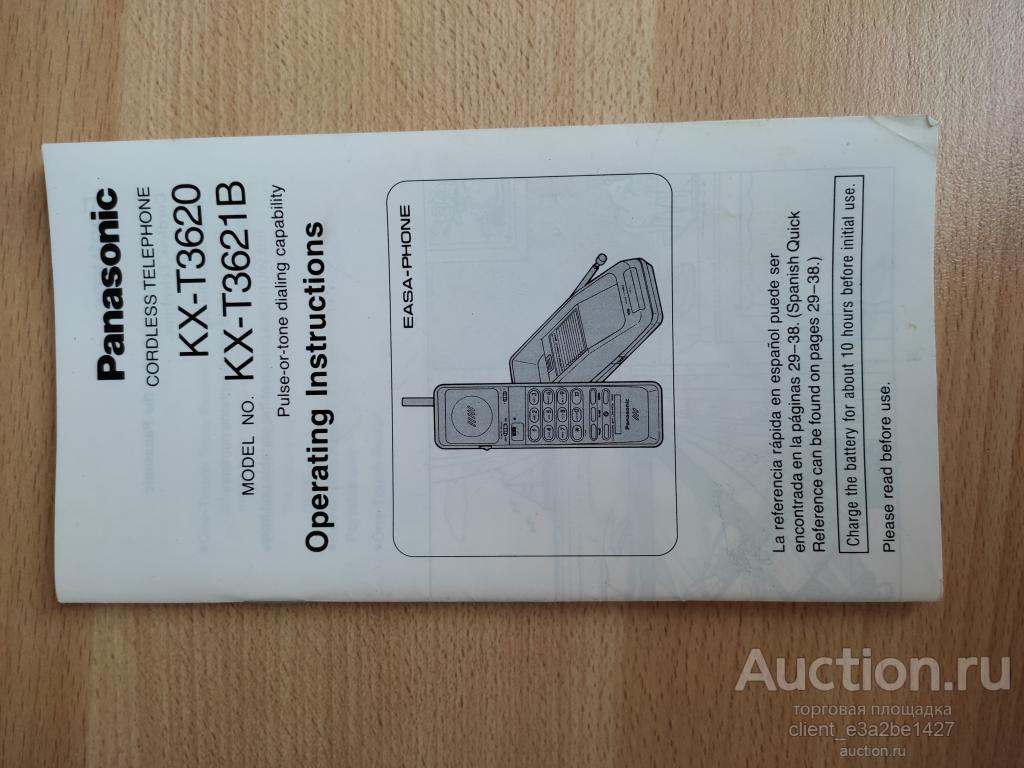 Panasonic
CORDLESS TELEPHONE
KX-T3620
MODEL NO. KX-T3621B
Pulse-or-tone dialing capability
Operating Instructions
EASA-PHONE
Panasonic
La referencia rápida en español puede ser
encontrada en la páginas 29–38. (Spanish Quick
Reference can be found on pages 29–38.)
Charge the battery for about 10 hours before initial use.
Please read before use.
Auction.ru
торговая площадка
client_e3a2be1427
auction.ru